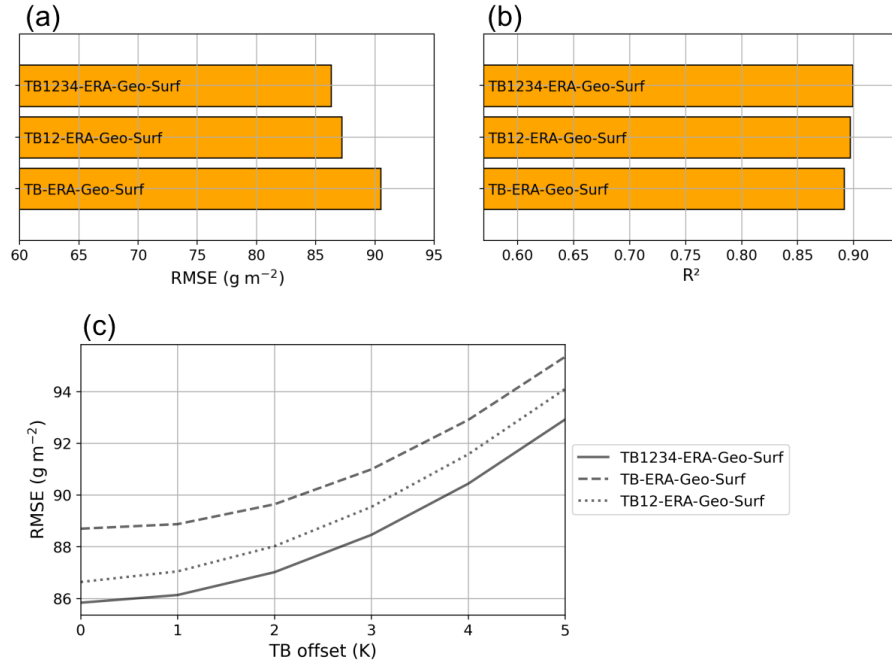 (a)
TB1234-ERA-Geo-Surf
TB12-ERA-Geo-Surf
TB-ERA-Geo-Surf
60 65 70 75 80 85 90 95
RMSE (g m⁻²)
(b)
TB1234-ERA-Geo-Surf
TB12-ERA-Geo-Surf
TB-ERA-Geo-Surf
0.60 0.65 0.70 0.75 0.80 0.85 0.90
R²
(c)
94
92
90
88
86
RMSE (g m⁻²)
0 1 2 3 4 5
TB offset (K)
TB1234-ERA-Geo-Surf
TB-ERA-Geo-Surf
TB12-ERA-Geo-Surf